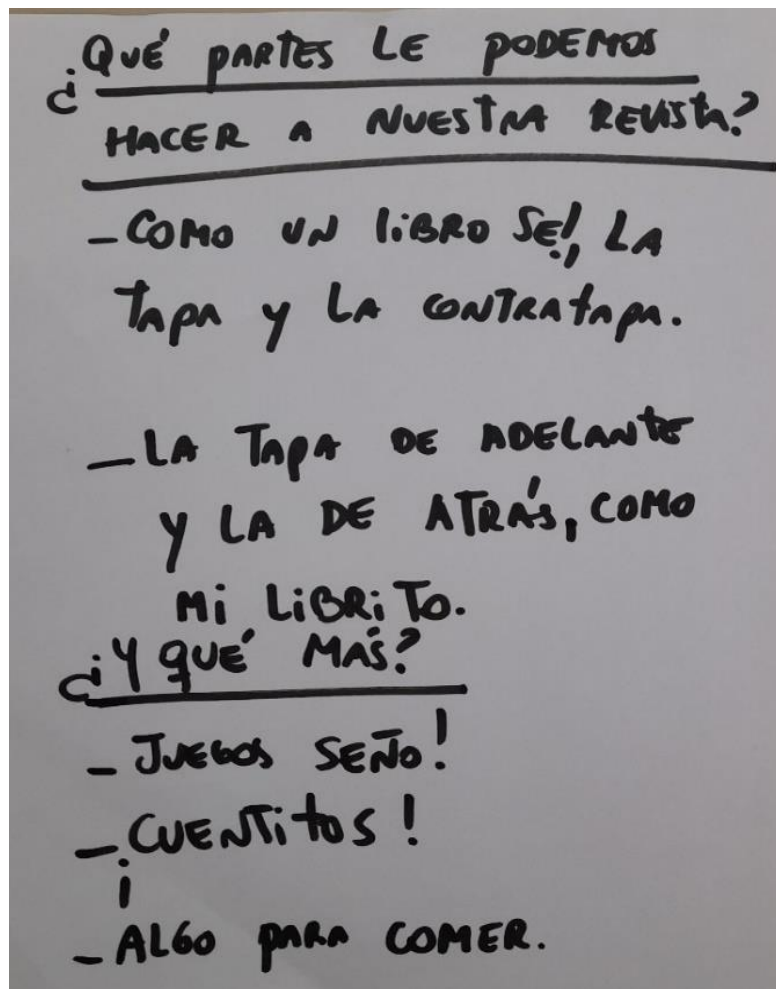 ¿QUÉ PARTES LE PODEMOS
HACER A NUESTRA REVISTA?
- COMO UN LIBRO SE!, LA
TAPA Y LA CONTRATAPA.
- LA TAPA DE ADELANTE
Y LA DE ATRÁS, COMO
MI LIBRITO.
¿Y QUÉ MÁS?
- JUEGOS SEÑO!
- ¡CUENTITOS!
- ALGO PARA COMER.